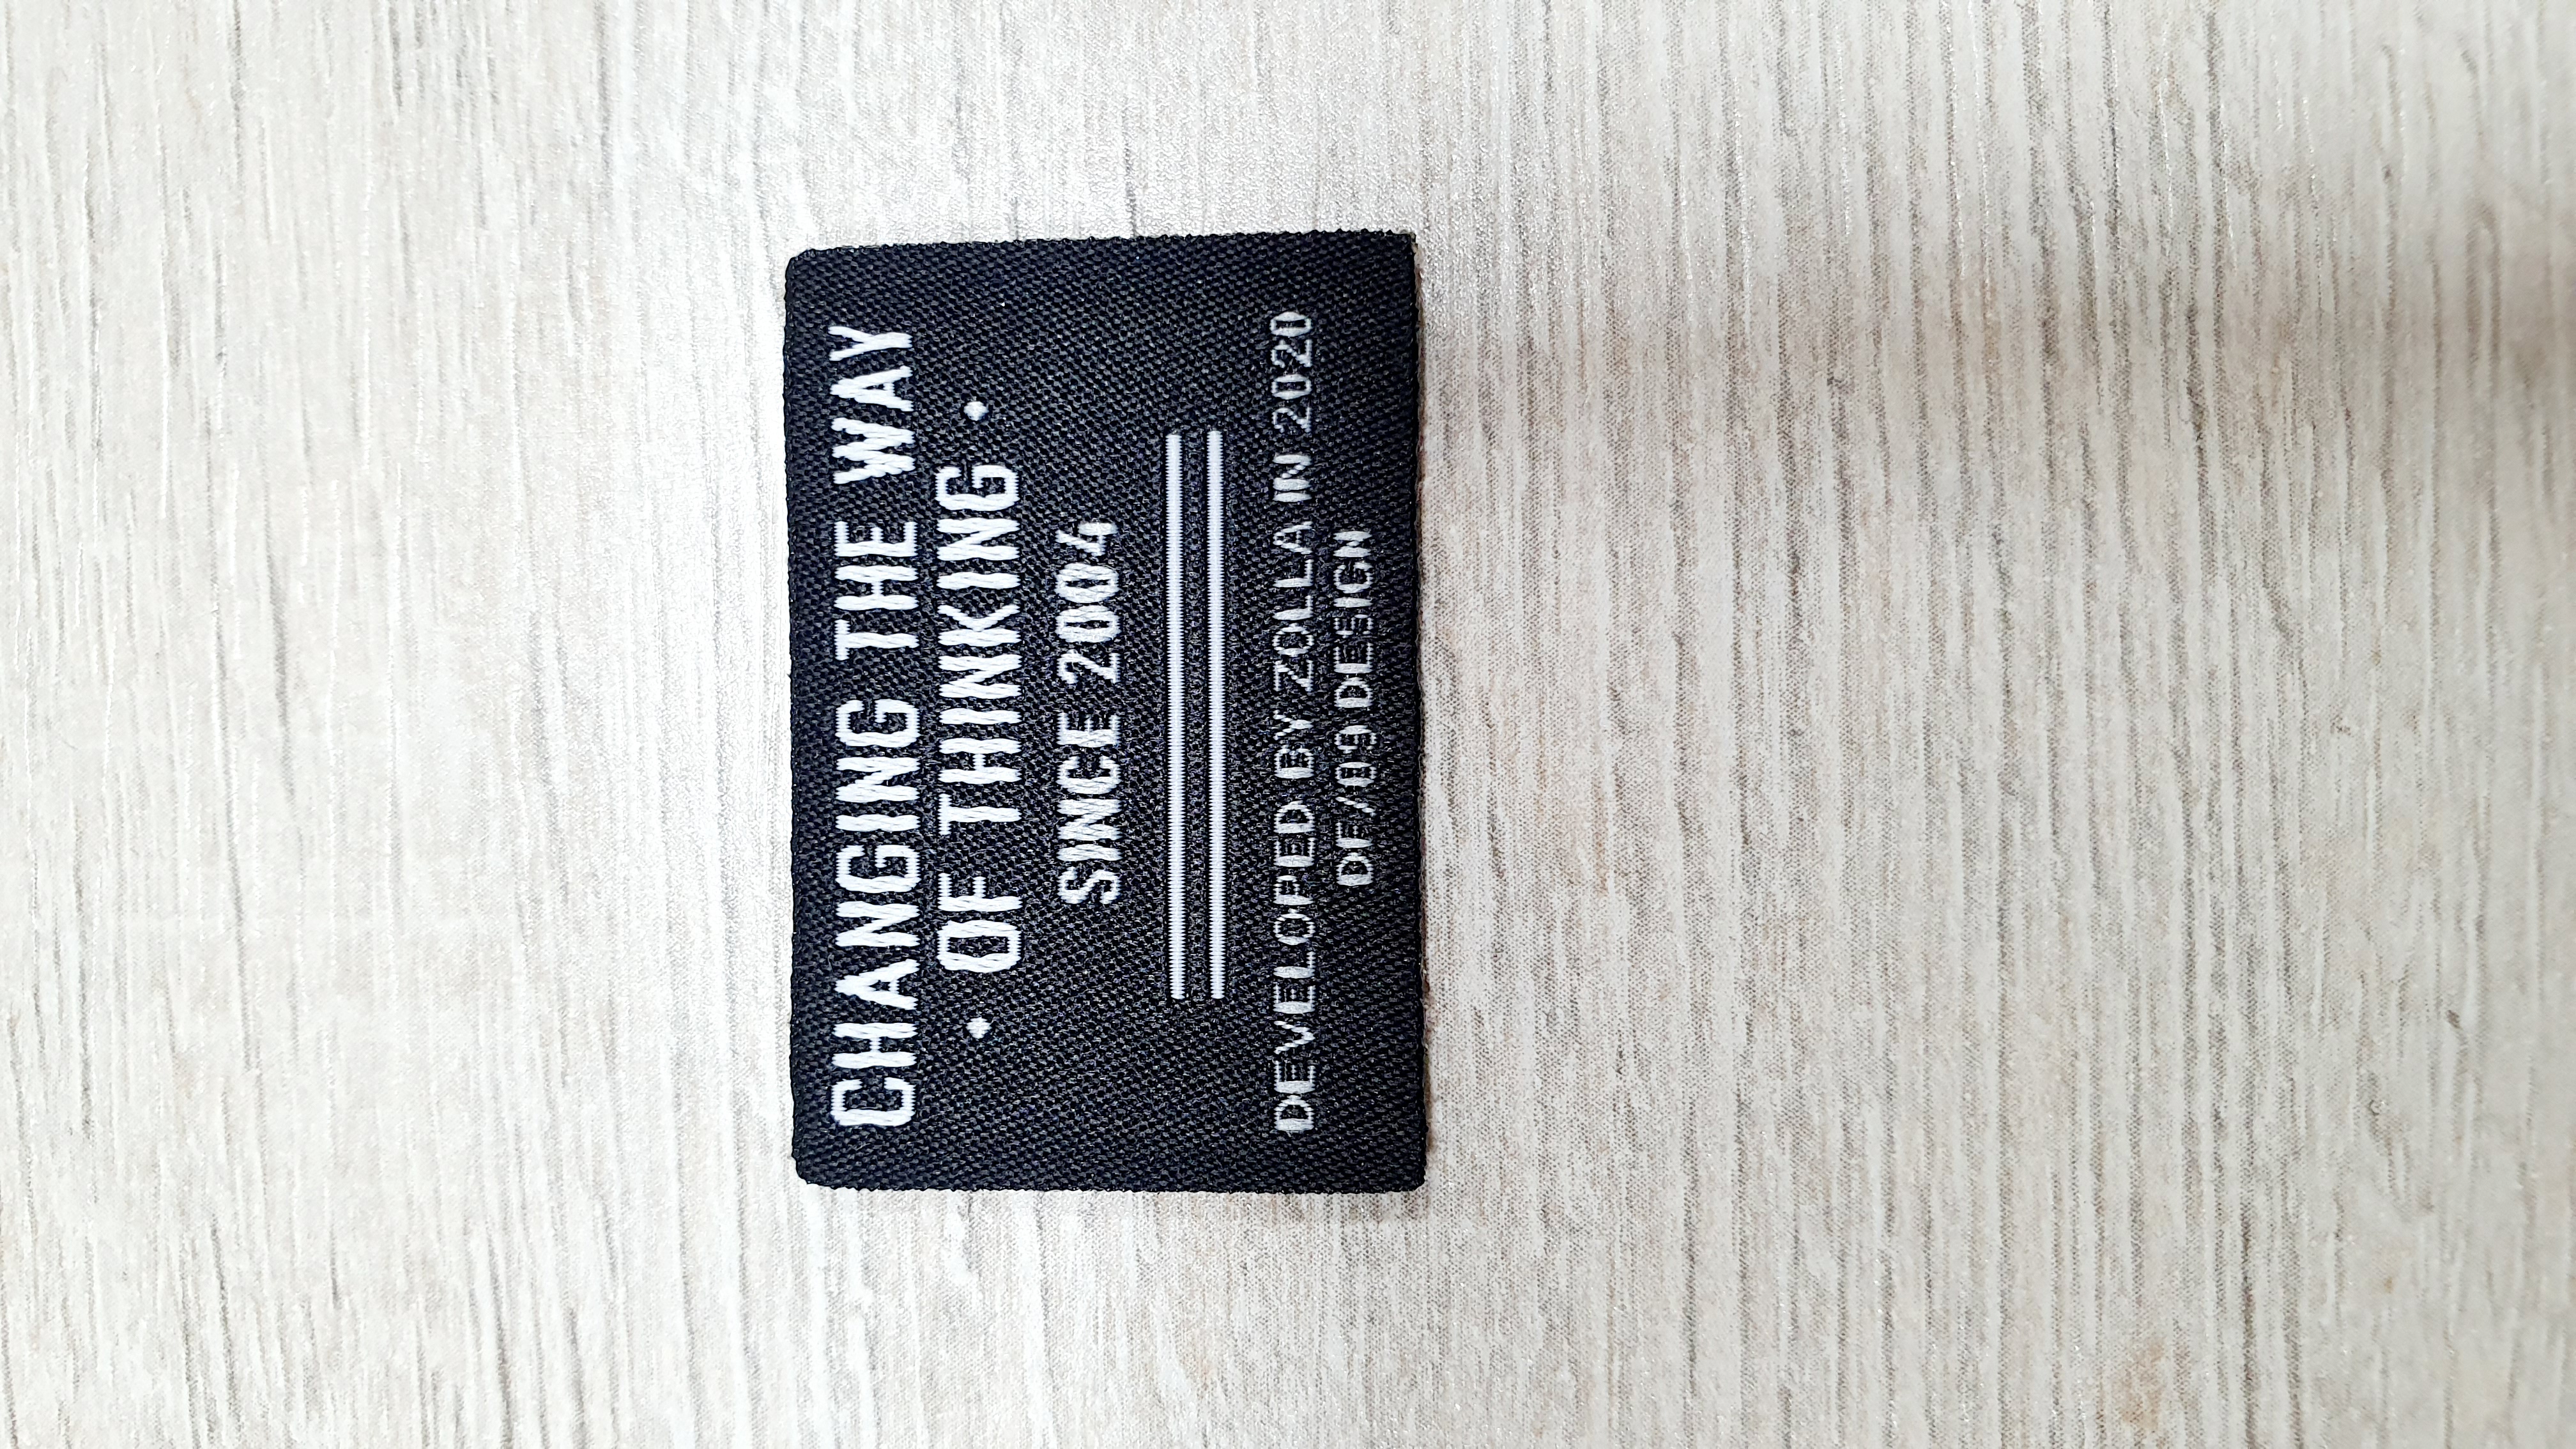 CHANGING THE WAY
• OF THINKING •
SINCE 2004
DEVELOPED BY ZOLLA IN 2020
DF/09 DESIGN